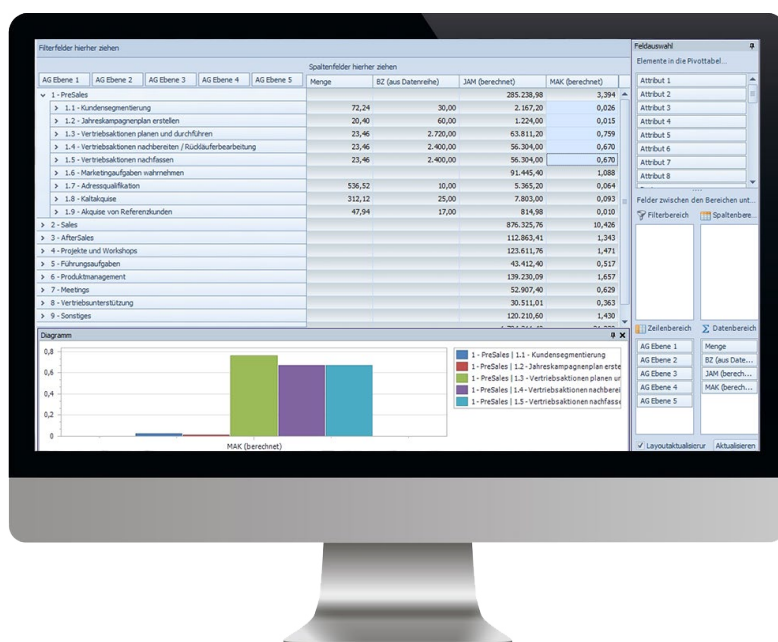 Filterfelder hierher ziehen
Spaltenfelder hierher ziehen
AG Ebene 1 AG Ebene 2 AG Ebene 3 AG Ebene 4 AG Ebene 5 Menge BZ (aus Datenreihe) JAM (berechnet) MAK (berechnet)
1 - PreSales 285.238,98 3,394
1.1 - Kundensegmentierung 72,24 30,00 2.167,20 0,026
1.2 - Jahreskampagnenplan erstellen 20,40 60,00 1.224,00 0,015
1.3 - Vertriebsaktionen planen und durchführen 23,46 2.720,00 63.811,20 0,759
1.4 - Vertriebsaktionen nachbereiten / Rückläuferbearbeitung 23,46 2.400,00 56.304,00 0,670
1.5 - Vertriebsaktionen nachfassen 23,46 2.400,00 56.304,00 0,670
1.6 - Marketingaufgaben wahrnehmen 91.445,40 1,088
1.7 - Adressqualifikation 536,52 10,00 5.365,20 0,064
1.8 - Kaltakquise 312,12 25,00 7.803,00 0,093
1.9 - Akquise von Referenzkunden 47,94 17,00 814,98 0,010
2 - Sales 876.325,76 10,426
3 - AfterSales 112.863,41 1,343
4 - Projekte und Workshops 123.611,76 1,471
5 - Führungsaufgaben 43.412,40 0,517
6 - Produktmanagement 139.230,09 1,657
7 - Meetings 52.907,40 0,629
8 - Vertriebsunterstützung 30.511,01 0,363
9 - Sonstiges 120.210,60 1,430
Diagramm
0,8
0,6
0,4
0,2
0
MAK (berechnet)
1 - PreSales | 1.1 - Kundensegmentierung
1 - PreSales | 1.2 - Jahreskampagnenplan erste
1 - PreSales | 1.3 - Vertriebsaktionen planen ur
1 - PreSales | 1.4 - Vertriebsaktionen nachberei
1 - PreSales | 1.5 - Vertriebsaktionen nachfasse
Feldauswahl
Elemente in die Pivottabel...
Attribut 1
Attribut 2
Attribut 3
Attribut 4
Attribut 5
Attribut 6
Attribut 7
Attribut 8
Felder zwischen den Bereichen unt...
Filterbereich Spaltenbere...
Zeilenbereich Σ Datenbereich
AG Ebene 1 Menge
AG Ebene 2 BZ (aus Date...
AG Ebene 3 JAM (berech...
AG Ebene 4 MAK (berech...
AG Ebene 5
Layoutaktualisierur Aktualisieren